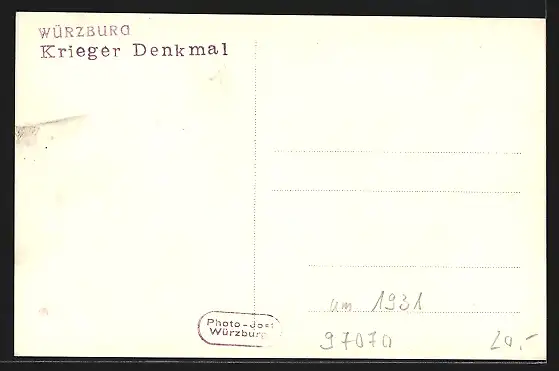 WÜRZBURG
Krieger Denkmal
um 1931
Photo-Jost
Würzburg
97070
20,-